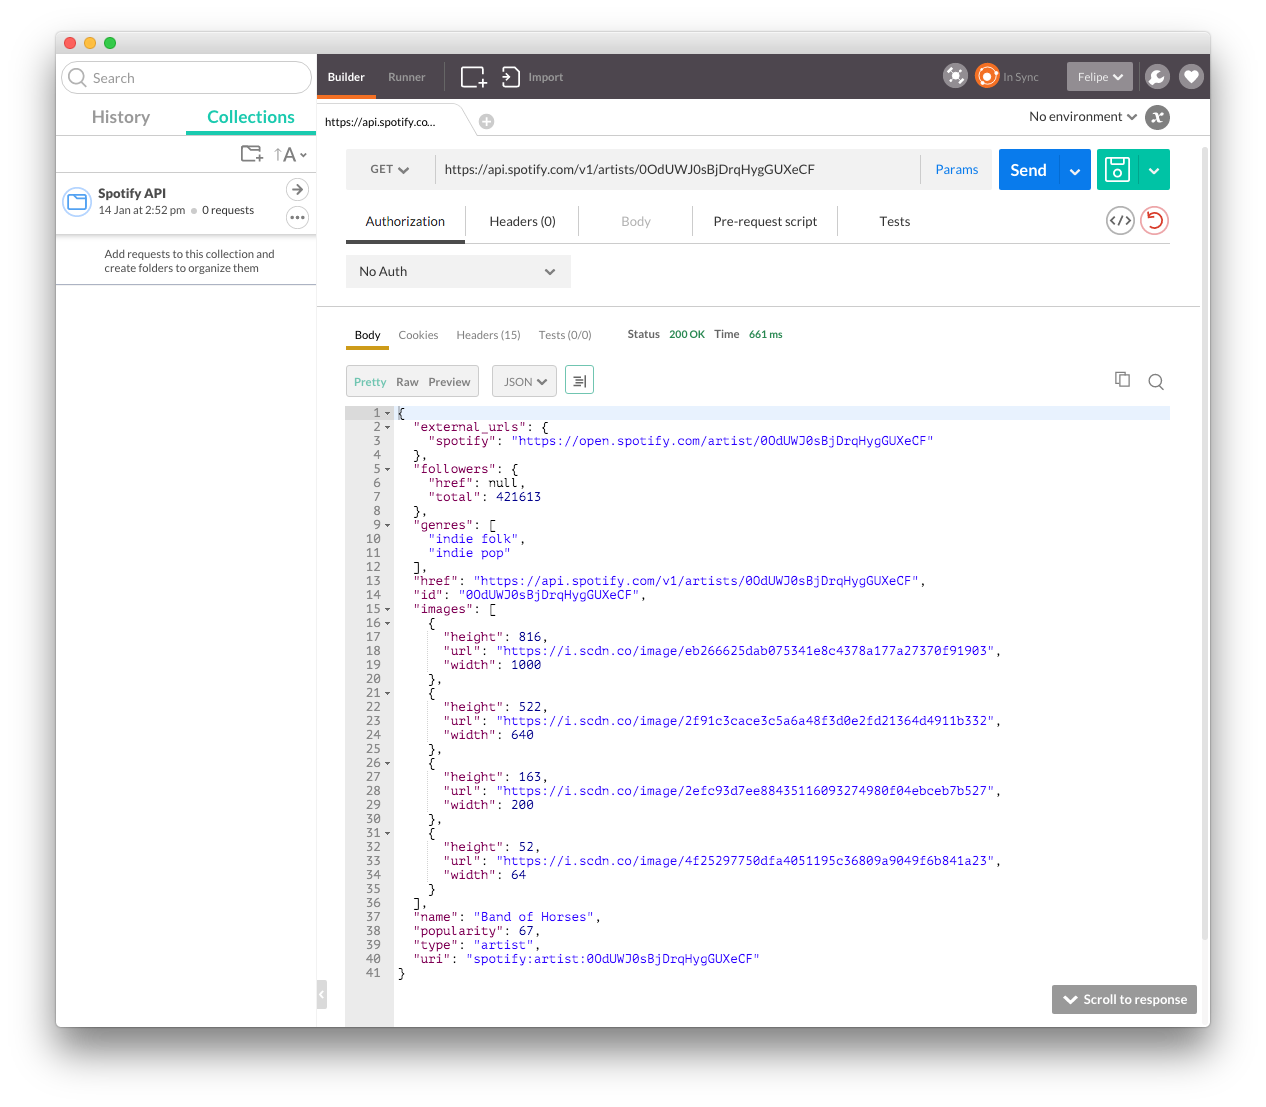 Search
History
Collections
A
Spotify API
14 Jan at 2:52 pm 0 requests
Add requests to this collection and
create folders to organize them
Builder Runner Import In Sync Felipe
https://api.spotify.co... No environment x
GET https://api.spotify.com/v1/artists/0OdUWJ0sBjDrqHygGUXeCF Params Send
Authorization Headers (0) Body Pre-request script Tests </>
No Auth
Body Cookies Headers (15) Tests (0/0) Status 200 OK Time 661 ms
Pretty Raw Preview JSON
1 {
2 "external_urls": {
3 "spotify": "https://open.spotify.com/artist/0OdUWJ0sBjDrqHygGUXeCF"
4 },
5 "followers": {
6 "href": null,
7 "total": 421613
8 },
9 "genres": [
10 "indie folk",
11 "indie pop"
12 ],
13 "href": "https://api.spotify.com/v1/artists/0OdUWJ0sBjDrqHygGUXeCF",
14 "id": "0OdUWJ0sBjDrqHygGUXeCF",
15 "images": [
16 {
17 "height": 816,
18 "url": "https://i.scdn.co/image/eb266625dab075341e8c4378a177a27370f91903",
19 "width": 1000
20 },
21 {
22 "height": 522,
23 "url": "https://i.scdn.co/image/2f91c3cace3c5a6a48f3d0e2fd21364d4911b332",
24 "width": 640
25 },
26 {
27 "height": 163,
28 "url": "https://i.scdn.co/image/2efc93d7ee88435116093274980f04ebceb7b527",
29 "width": 200
30 },
31 {
32 "height": 52,
33 "url": "https://i.scdn.co/image/4f25297750dfa4051195c36809a9049f6b841a23",
34 "width": 64
35 }
36 ],
37 "name": "Band of Horses",
38 "popularity": 67,
39 "type": "artist",
40 "uri": "spotify:artist:0OdUWJ0sBjDrqHygGUXeCF"
41 }
Scroll to response